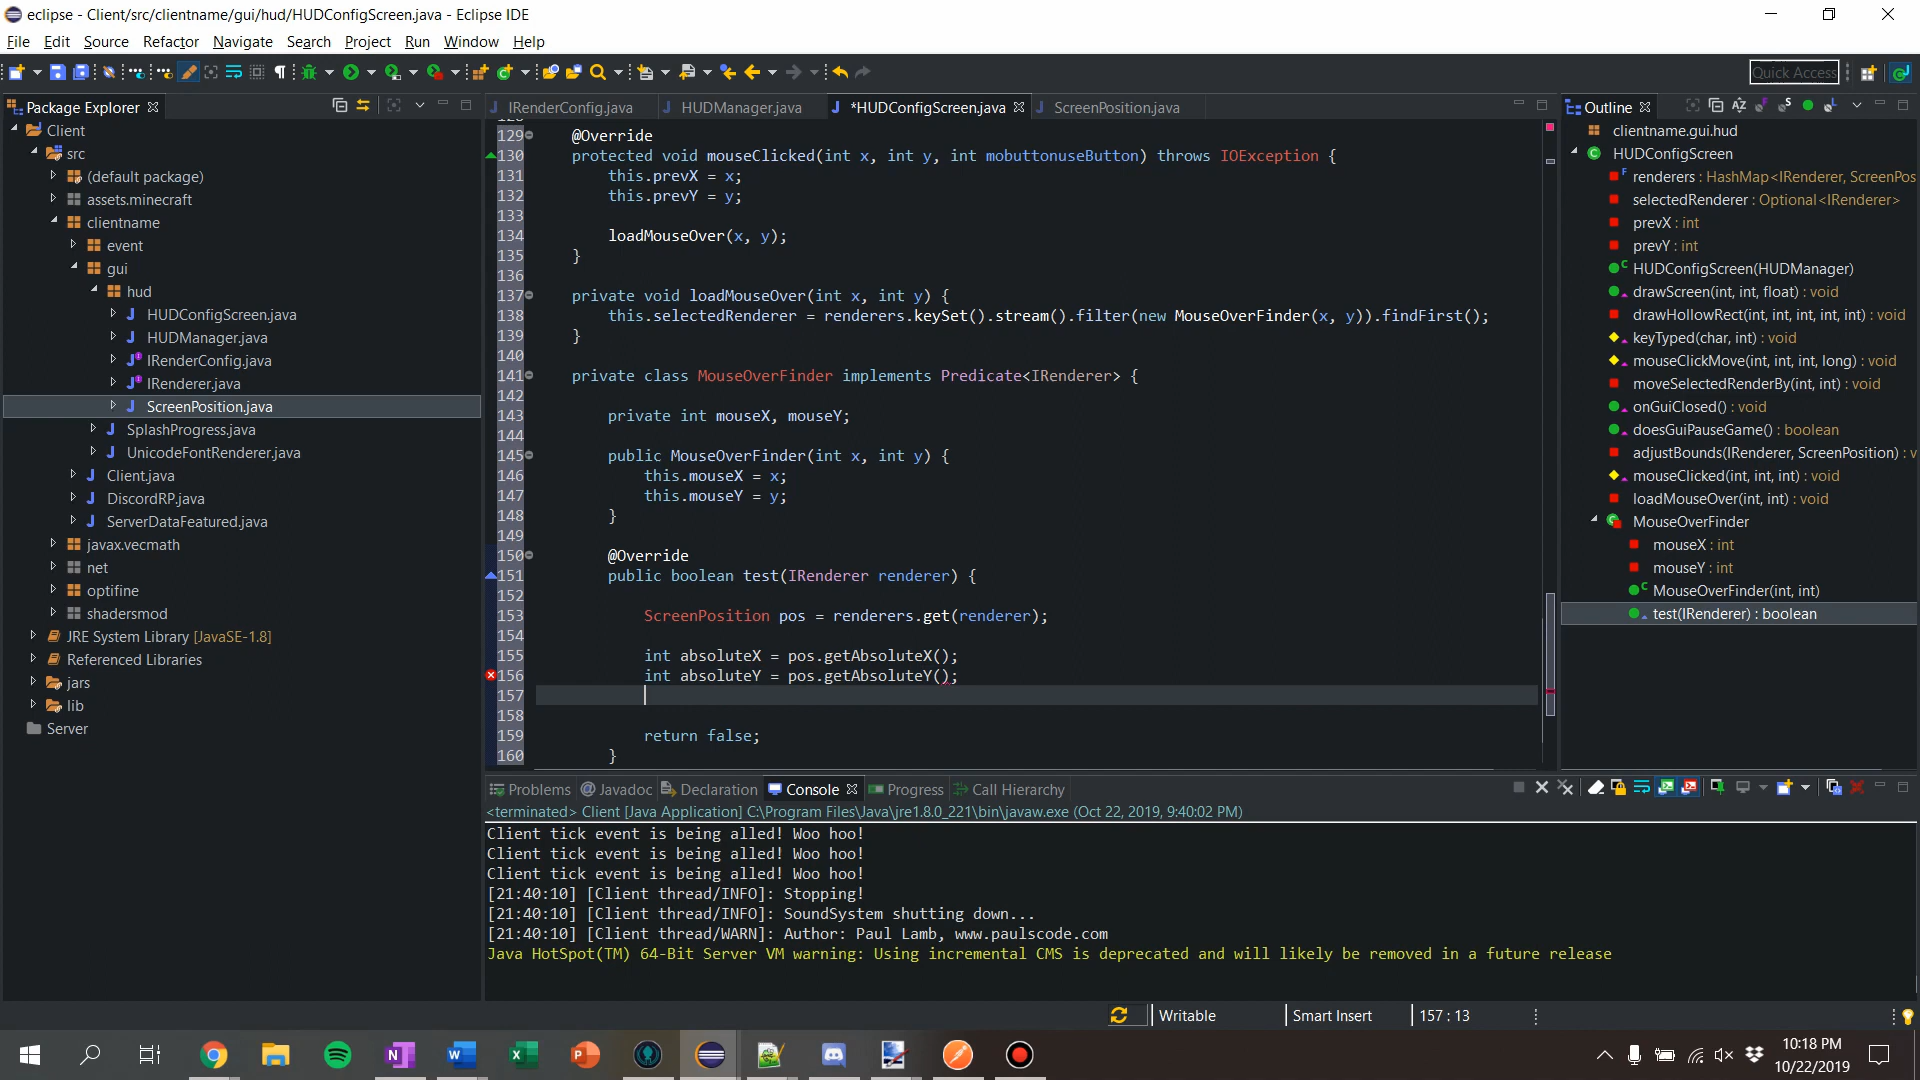 eclipse - Client/src/clientname/gui/hud/HUDConfigScreen.java - Eclipse IDE
File Edit Source Refactor Navigate Search Project Run Window Help
Quick Access
Package Explorer
Client
src
(default package)
assets.minecraft
clientname
event
gui
hud
HUDConfigScreen.java
HUDManager.java
IRenderConfig.java
IRenderer.java
ScreenPosition.java
SplashProgress.java
UnicodeFontRenderer.java
Client.java
DiscordRP.java
ServerDataFeatured.java
javax.vecmath
net
optifine
shadersmod
JRE System Library [JavaSE-1.8]
Referenced Libraries
jars
lib
Server
IRenderConfig.java HUDManager.java *HUDConfigScreen.java ScreenPosition.java
129 @Override
130 protected void mouseClicked(int x, int y, int mobuttonuseButton) throws IOException {
131 this.prevX = x;
132 this.prevY = y;
133
134 loadMouseOver(x, y);
135 }
136
137 private void loadMouseOver(int x, int y) {
138 this.selectedRenderer = renderers.keySet().stream().filter(new MouseOverFinder(x, y)).findFirst();
139 }
140
141 private class MouseOverFinder implements Predicate<IRenderer> {
142
143 private int mouseX, mouseY;
144
145 public MouseOverFinder(int x, int y) {
146 this.mouseX = x;
147 this.mouseY = y;
148 }
149
150 @Override
151 public boolean test(IRenderer renderer) {
152
153 ScreenPosition pos = renderers.get(renderer);
154
155 int absoluteX = pos.getAbsoluteX();
156 int absoluteY = pos.getAbsoluteY();
157
158
159 return false;
160 }
Outline
clientname.gui.hud
HUDConfigScreen
renderers : HashMap<IRenderer, ScreenPos
selectedRenderer : Optional<IRenderer>
prevX : int
prevY : int
HUDConfigScreen(HUDManager)
drawScreen(int, int, float) : void
drawHollowRect(int, int, int, int, int) : void
keyTyped(char, int) : void
mouseClickMove(int, int, int, long) : void
moveSelectedRenderBy(int, int) : void
onGuiClosed() : void
doesGuiPauseGame() : boolean
adjustBounds(IRenderer, ScreenPosition) : v
mouseClicked(int, int, int) : void
loadMouseOver(int, int) : void
MouseOverFinder
mouseX : int
mouseY : int
MouseOverFinder(int, int)
test(IRenderer) : boolean
Problems @ Javadoc Declaration Console Progress Call Hierarchy
<terminated> Client [Java Application] C:\Program Files\Java\jre1.8.0_221\bin\javaw.exe (Oct 22, 2019, 9:40:02 PM)
Client tick event is being alled! Woo hoo!
Client tick event is being alled! Woo hoo!
Client tick event is being alled! Woo hoo!
[21:40:10] [Client thread/INFO]: Stopping!
[21:40:10] [Client thread/INFO]: SoundSystem shutting down...
[21:40:10] [Client thread/WARN]: Author: Paul Lamb, www.paulscode.com
Java HotSpot(TM) 64-Bit Server VM warning: Using incremental CMS is deprecated and will likely be removed in a future release
Writable Smart Insert 157 : 13
10:18 PM
10/22/2019